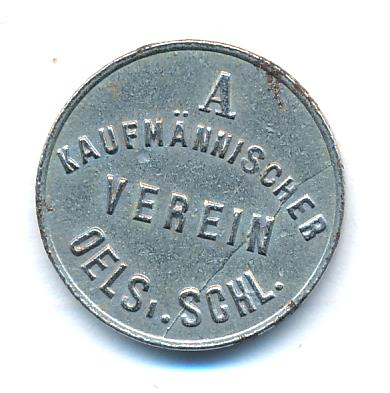 A
KAUFMÄNNISCHER
VEREIN
OELS I. SCHL.